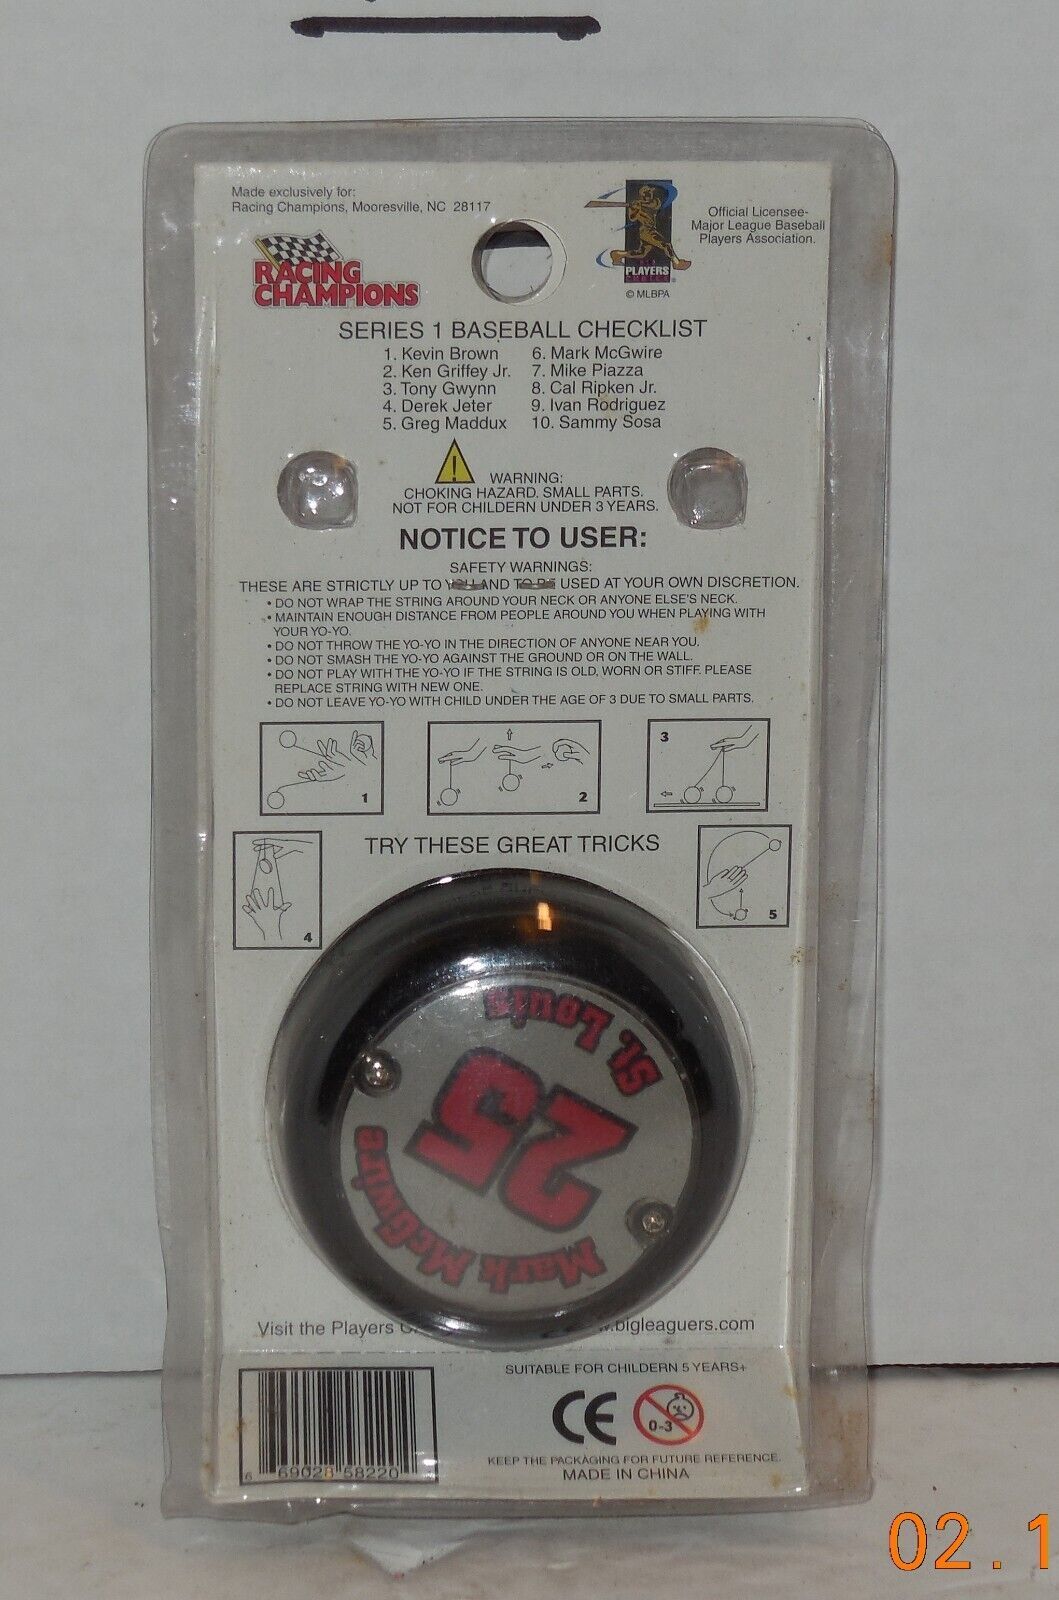 Made exclusively for:
Racing Champions, Mooresville, NC 28117
RACING
CHAMPIONS
PLAYERS
CHOICE
© MLBPA
Official Licensee-
Major League Baseball
Players Association.
SERIES 1 BASEBALL CHECKLIST
1. Kevin Brown
2. Ken Griffey Jr.
3. Tony Gwynn
4. Derek Jeter
5. Greg Maddux
6. Mark McGwire
7. Mike Piazza
8. Cal Ripken Jr.
9. Ivan Rodriguez
10. Sammy Sosa
WARNING:
CHOKING HAZARD. SMALL PARTS.
NOT FOR CHILDERN UNDER 3 YEARS.
NOTICE TO USER:
SAFETY WARNINGS:
THESE ARE STRICTLY UP TO YOU AND TO BE USED AT YOUR OWN DISCRETION.
• DO NOT WRAP THE STRING AROUND YOUR NECK OR ANYONE ELSE'S NECK.
• MAINTAIN ENOUGH DISTANCE FROM PEOPLE AROUND YOU WHEN PLAYING WITH
YOUR YO-YO.
• DO NOT THROW THE YO-YO IN THE DIRECTION OF ANYONE NEAR YOU.
• DO NOT SMASH THE YO-YO AGAINST THE GROUND OR ON THE WALL.
• DO NOT PLAY WITH THE YO-YO IF THE STRING IS OLD, WORN OR STIFF. PLEASE
REPLACE STRING WITH NEW ONE.
• DO NOT LEAVE YO-YO WITH CHILD UNDER THE AGE OF 3 DUE TO SMALL PARTS.
1
2
3
TRY THESE GREAT TRICKS
4
5
St. Louis
25
Mark McGwire
Visit the Players
.bigleaguers.com
SUITABLE FOR CHILDERN 5 YEARS+
CE
0-3
KEEP THE PACKAGING FOR FUTURE REFERENCE.
MADE IN CHINA
6 69028 58220
02.1